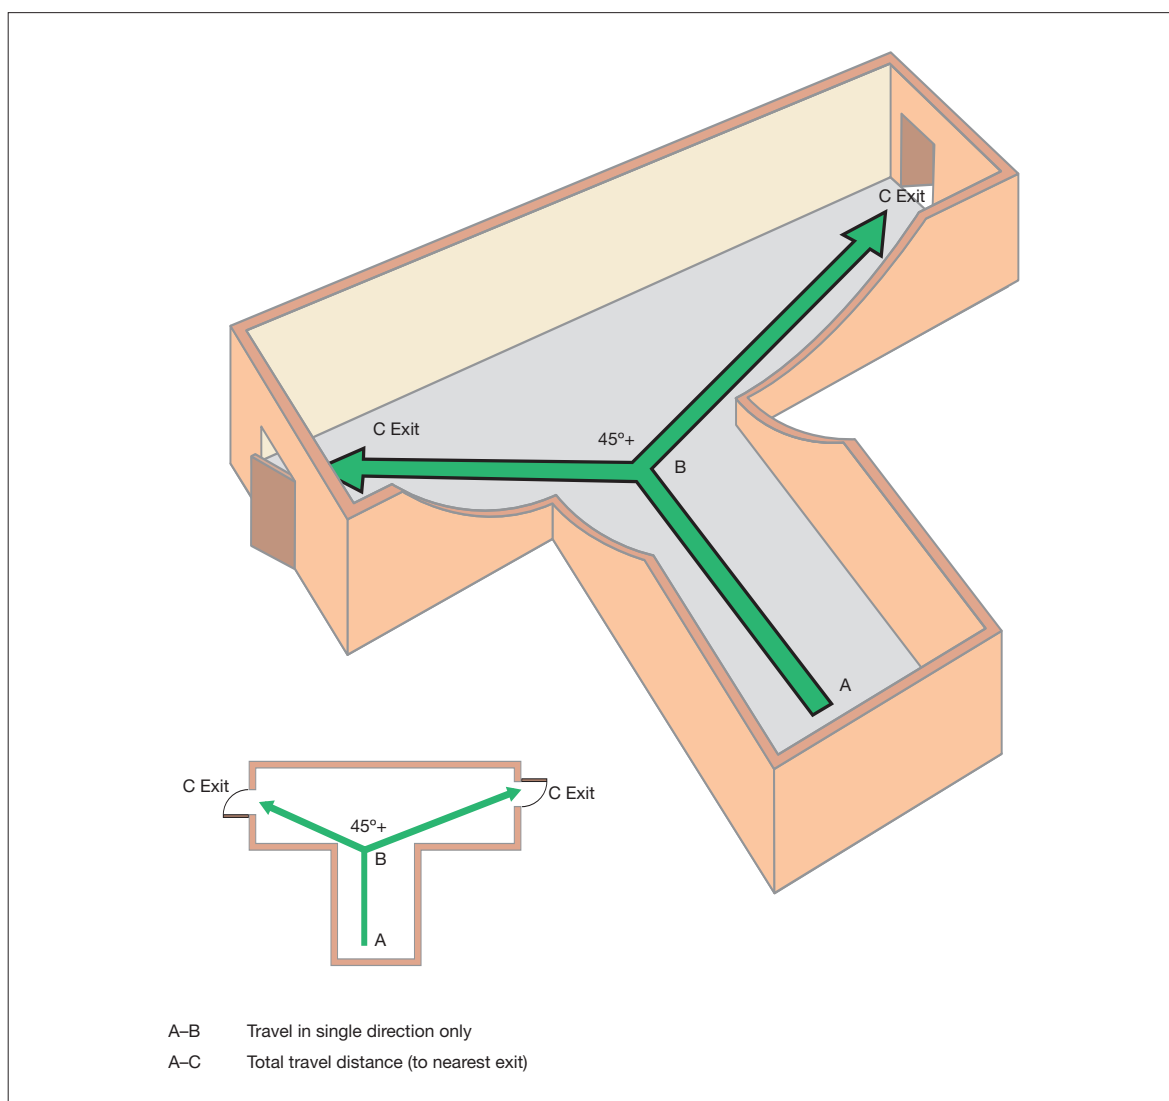 C Exit
C Exit
45º+
B
A
C Exit
C Exit
45º+
B
A
A–B Travel in single direction only
A–C Total travel distance (to nearest exit)